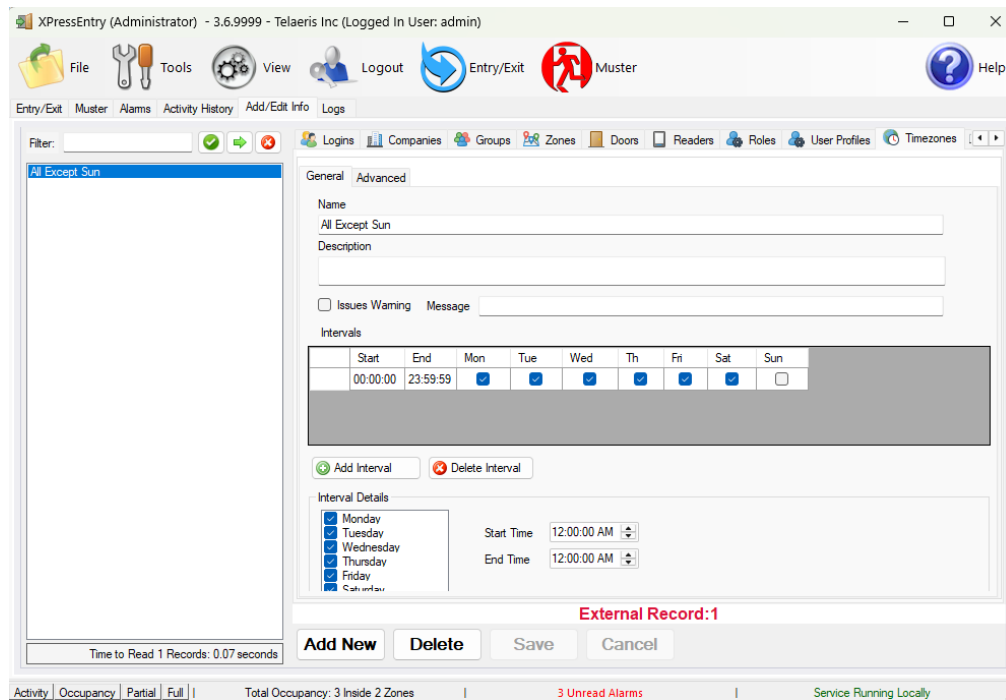 XPressEntry (Administrator) - 3.6.9999 - Telaeris Inc (Logged In User: admin)
File Tools View Logout Entry/Exit Muster Help
Entry/Exit Muster Alarms Activity History Add/Edit Info Logs
Filter: Logins Companies Groups Zones Doors Readers Roles User Profiles Timezones
All Except Sun
General Advanced
Name
All Except Sun
Description
Issues Warning Message
Intervals
Start End Mon Tue Wed Th Fri Sat Sun
00:00:00 23:59:59
Add Interval Delete Interval
Interval Details
Monday
Tuesday Start Time 12:00:00 AM
Wednesday
Thursday End Time 12:00:00 AM
Friday
Saturday
External Record:1
Add New Delete Save Cancel
Time to Read 1 Records: 0.07 seconds
Activity Occupancy Partial Full Total Occupancy: 3 Inside 2 Zones 3 Unread Alarms Service Running Locally